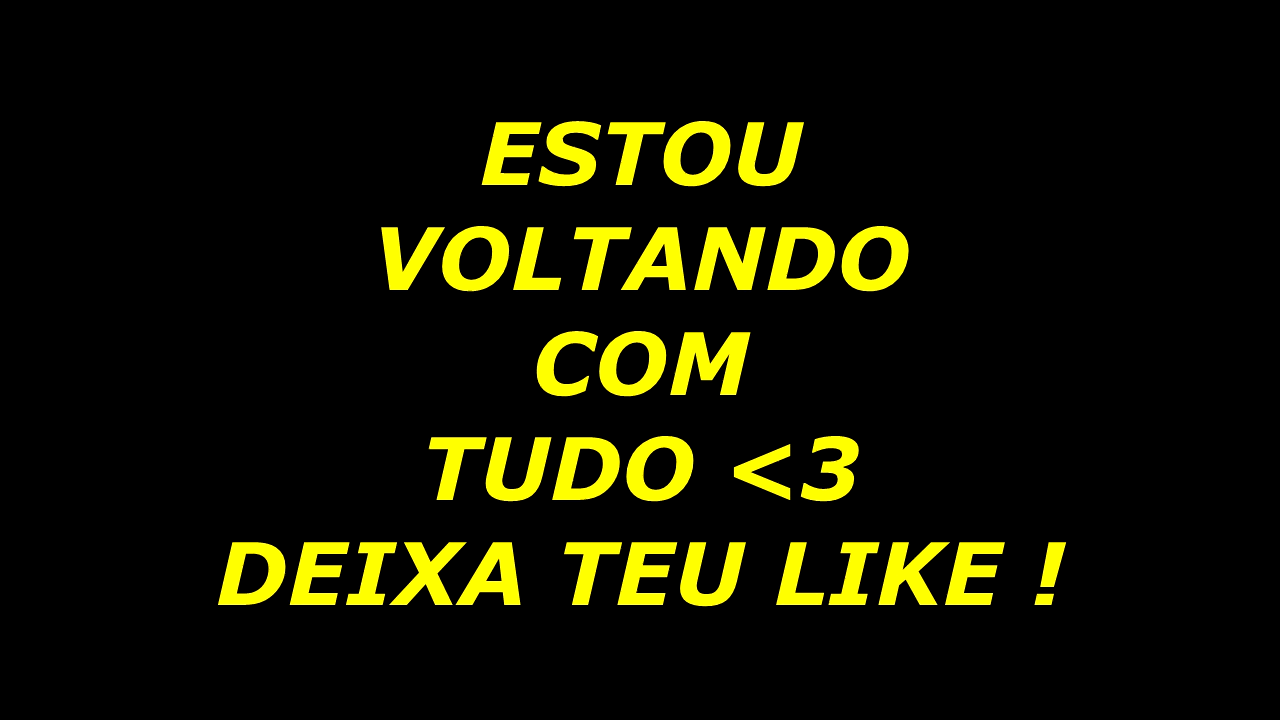 ESTOU
VOLTANDO
COM
TUDO <3
DEIXA TEU LIKE !